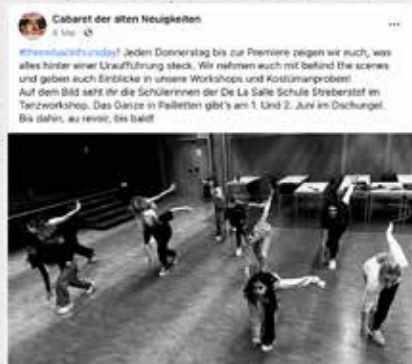 Cabaret der alten Neuigkeiten
4. Mai ·
#throwbackthursday! Jeden Donnerstag bis zur Premiere zeigen wir euch, was
alles hinter einer Uraufführung steck. Wir nehmen euch mit behind the scenes
und geben euch Einblicke in unsere Workshops und Kostümproben!
Auf dem Bild seht ihr die Schülerinnen der De La Salle Schule Strebersdorf im
Tanzworkshop. Das Ganze in Pailletten gibt's am 1. Und 2. Juni im Dschungel.
Bis dahin, au revoir, bis bald!